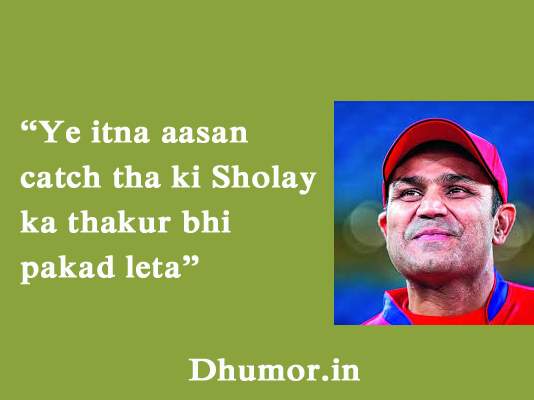 “Ye itna aasan
catch tha ki Sholay
ka thakur bhi
pakad leta”
Dhumor.in